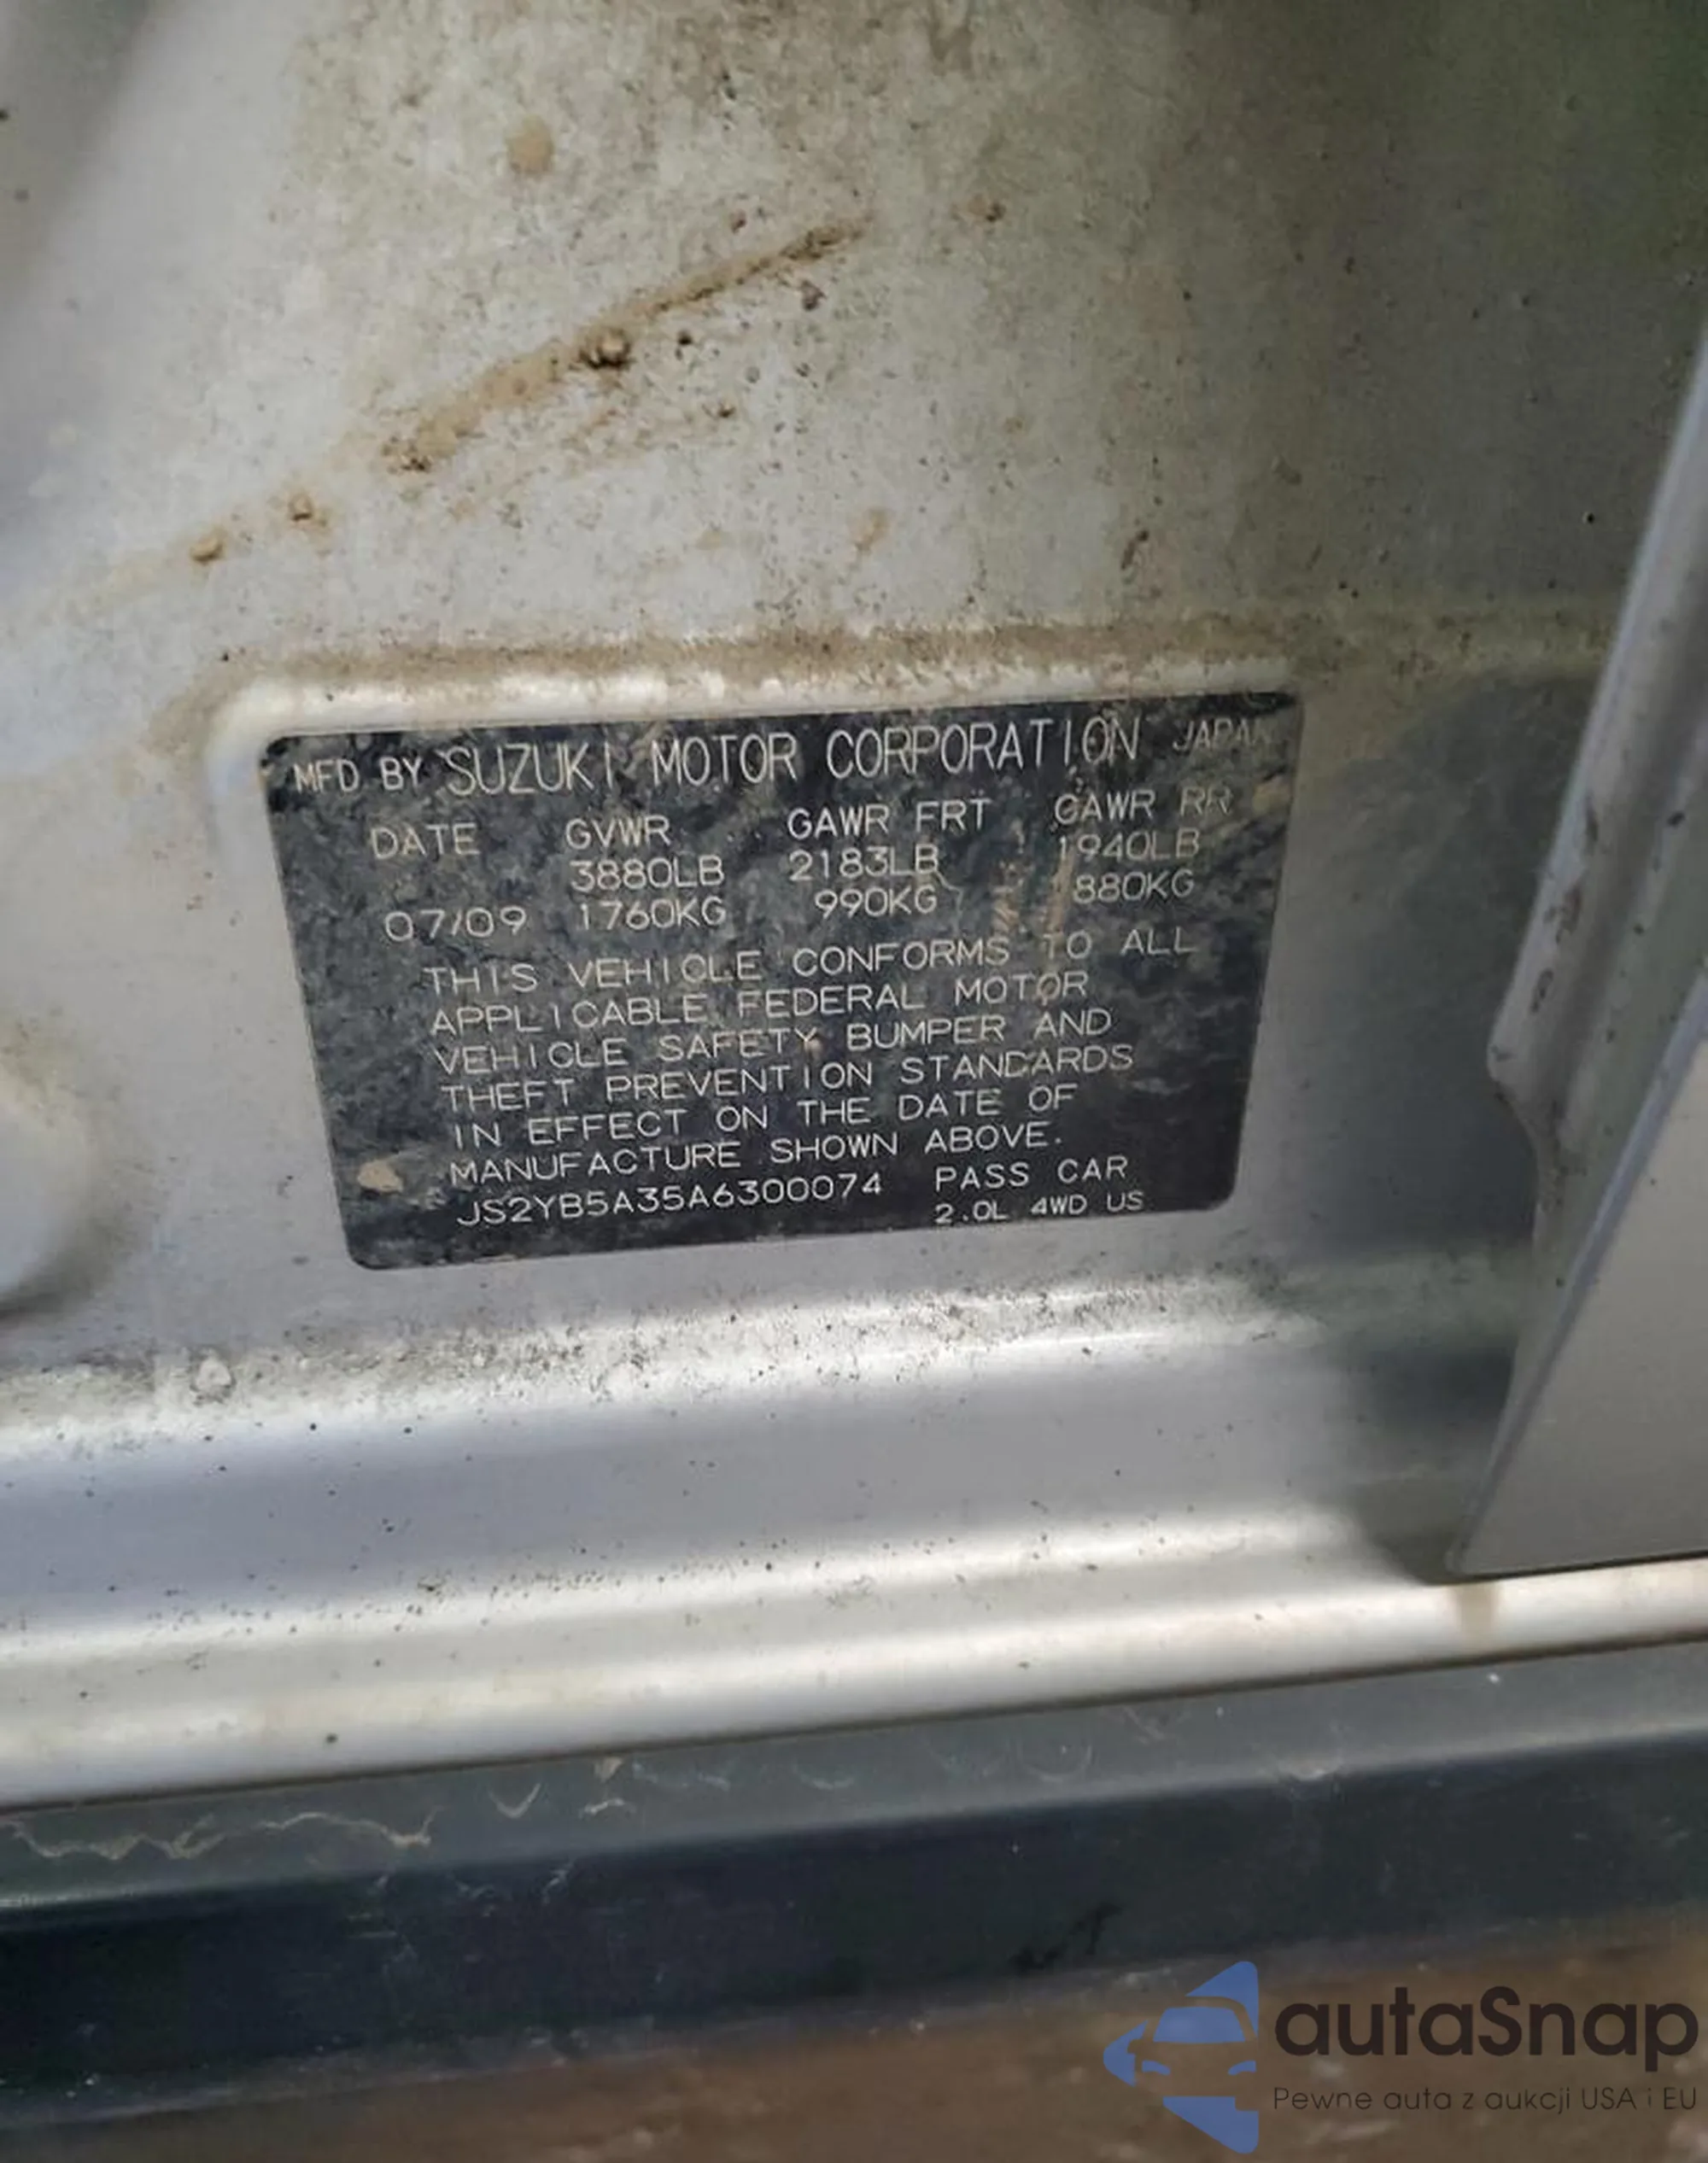 MFD BY SUZUKI MOTOR CORPORATION JAPAN
DATE GVWR GAWR FRT GAWR RR
3880LB 2183LB 1940LB
07/09 1760KG 990KG 880KG
THIS VEHICLE CONFORMS TO ALL
APPLICABLE FEDERAL MOTOR
VEHICLE SAFETY BUMPER AND
THEFT PREVENTION STANDARDS
IN EFFECT ON THE DATE OF
MANUFACTURE SHOWN ABOVE.
JS2YB5A35A6300074 PASS CAR
2.0L 4WD US
autaSnap
Pewne auta z aukcji USA i EU